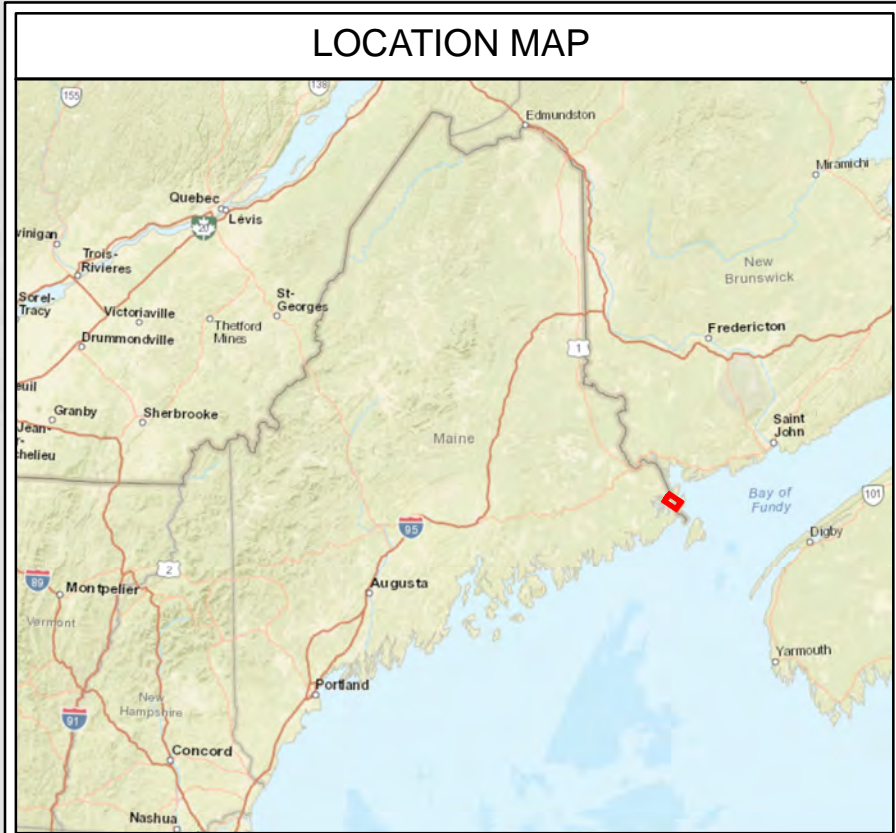 LOCATION MAP
155
138
Edmundston
Miramichi
Quebec
Lévis
20
vinigan
Trois-
Rivieres
New
Brunswick
Sorel-
Tracy
Victoriaville
St-
Georges
Thetford
Mines
Drummondville
Fredericton
1
euil
Granby
Sherbrooke
Saint
John
Jean-
r-
chelieu
Maine
Bay of
Fundy
101
95
Digby
2
89
Montpelier
Augusta
Vermont
Yarmouth
Portland
New
Hampshire
91
Concord
Nashua